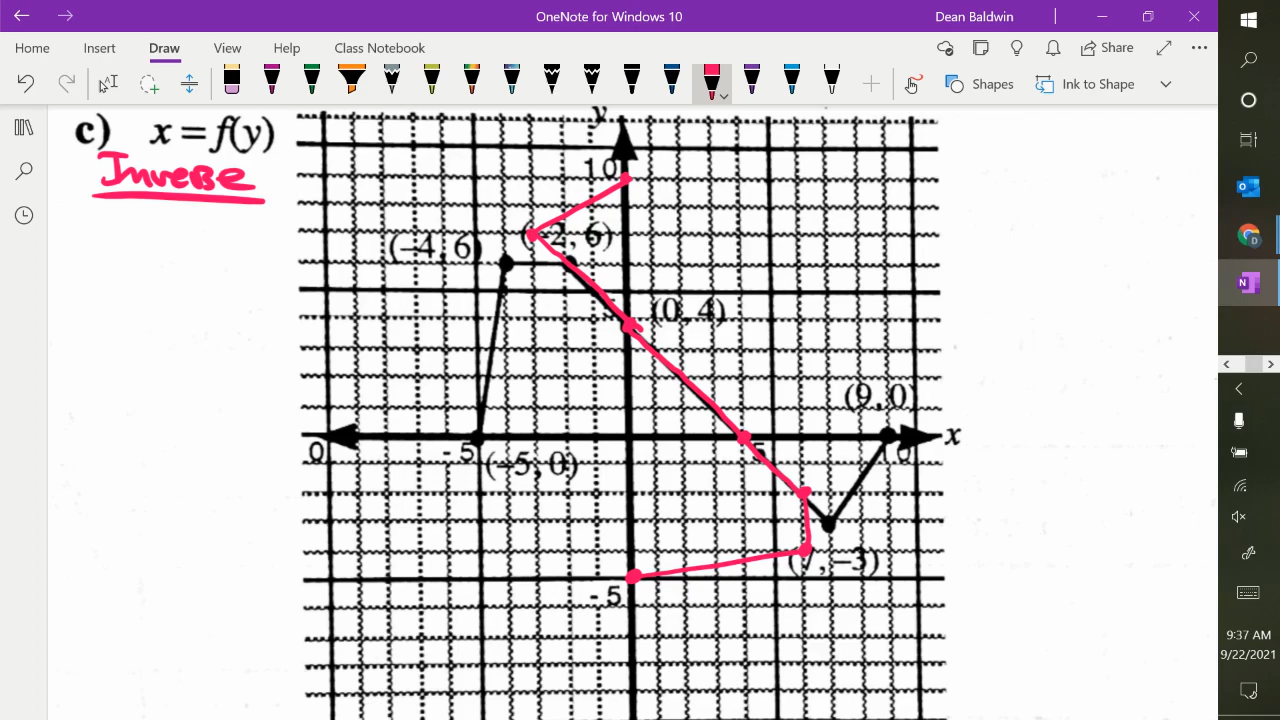 OneNote for Windows 10
Dean Baldwin
Home Insert Draw View Help Class Notebook
Share
Shapes
Ink to Shape
c) x = f(y)
Inverse
y
10
(-4, 6)
(-2, 6)
(0, 4)
(9, 0)
x
0
-5
5
10
(-5, 0)
(7, -3)
-5
9:37 AM
9/22/2021